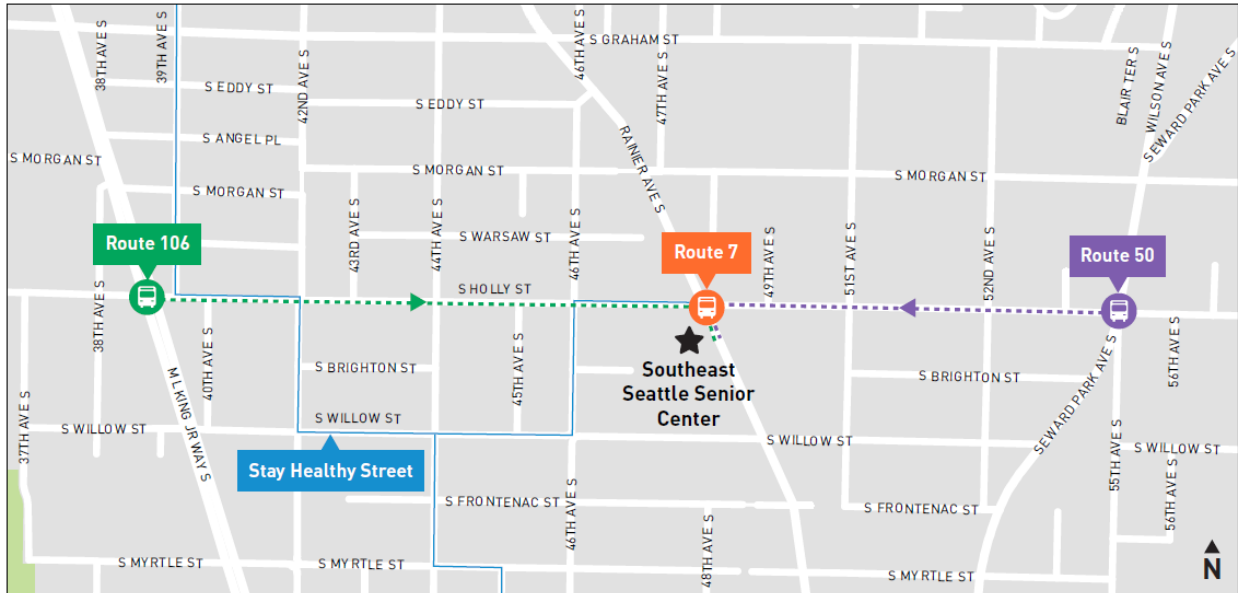 38TH AVE S
39TH AVE S
46TH AVE S
S GRAHAM ST
BLAIR TER S
WILSON AVE S
SEWARD PARK AVE S
S EDDY ST
42ND AVE S
S EDDY ST
47TH AVE S
RAINIER AVE S
S ANGEL PL
S MORGAN ST
S MORGAN ST
S MORGAN ST
S MORGAN ST
Route 106
43RD AVE S
44TH AVE S
S WARSAW ST
46TH AVE S
Route 7
49TH AVE S
51ST AVE S
52ND AVE S
Route 50
S HOLLY ST
38TH AVE S
40TH AVE S
M L KING JR WAY S
S BRIGHTON ST
45TH AVE S
Southeast
Seattle Senior
Center
S BRIGHTON ST
SEWARD PARK AVE S
56TH AVE S
37TH AVE S
S WILLOW ST
S WILLOW ST
S WILLOW ST
S WILLOW ST
Stay Healthy Street
55TH AVE S
56TH AVE S
S FRONTENAC ST
46TH AVE S
48TH AVE S
S FRONTENAC ST
S MYRTLE ST
S MYRTLE ST
S MYRTLE ST
N